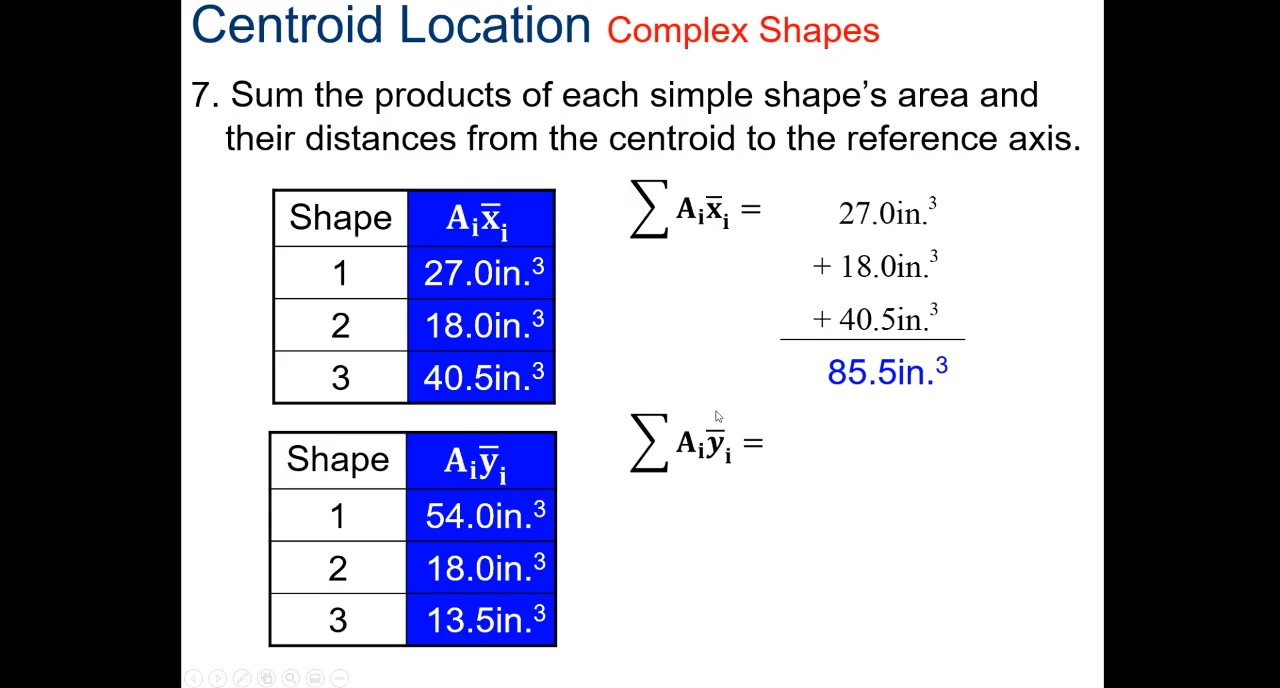 Centroid Location Complex Shapes
7. Sum the products of each simple shape’s area and
their distances from the centroid to the reference axis.
Shape Aᵢx̅ᵢ
1 27.0in.³
2 18.0in.³
3 40.5in.³
∑ Aᵢx̅ᵢ = 27.0in.³
+ 18.0in.³
+ 40.5in.³
85.5in.³
Shape Aᵢy̅ᵢ
1 54.0in.³
2 18.0in.³
3 13.5in.³
∑ Aᵢy̅ᵢ =